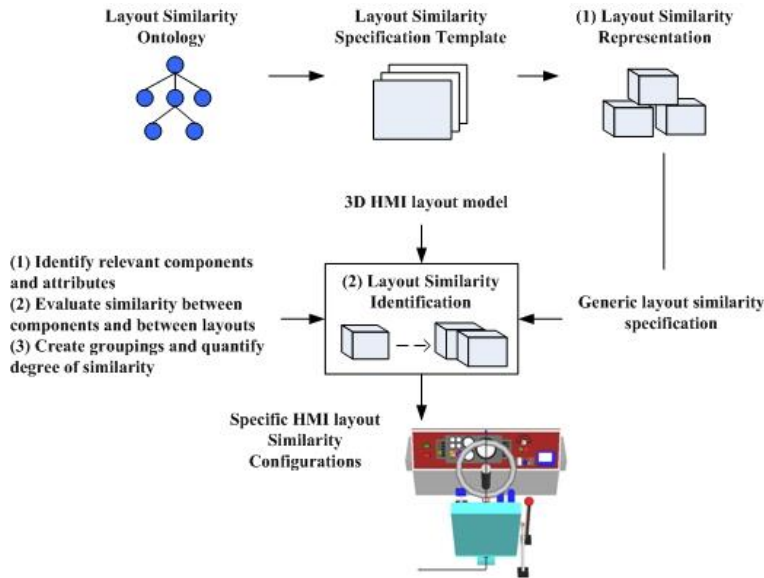 Layout Similarity
Ontology
Layout Similarity
Specification Template
(1) Layout Similarity
Representation
3D HMI layout model
(1) Identify relevant components
and attributes
(2) Evaluate similarity between
components and between layouts
(3) Create groupings and quantify
degree of similarity
(2) Layout Similarity
Identification
Generic layout similarity
specification
Specific HMI layout
Similarity
Configurations